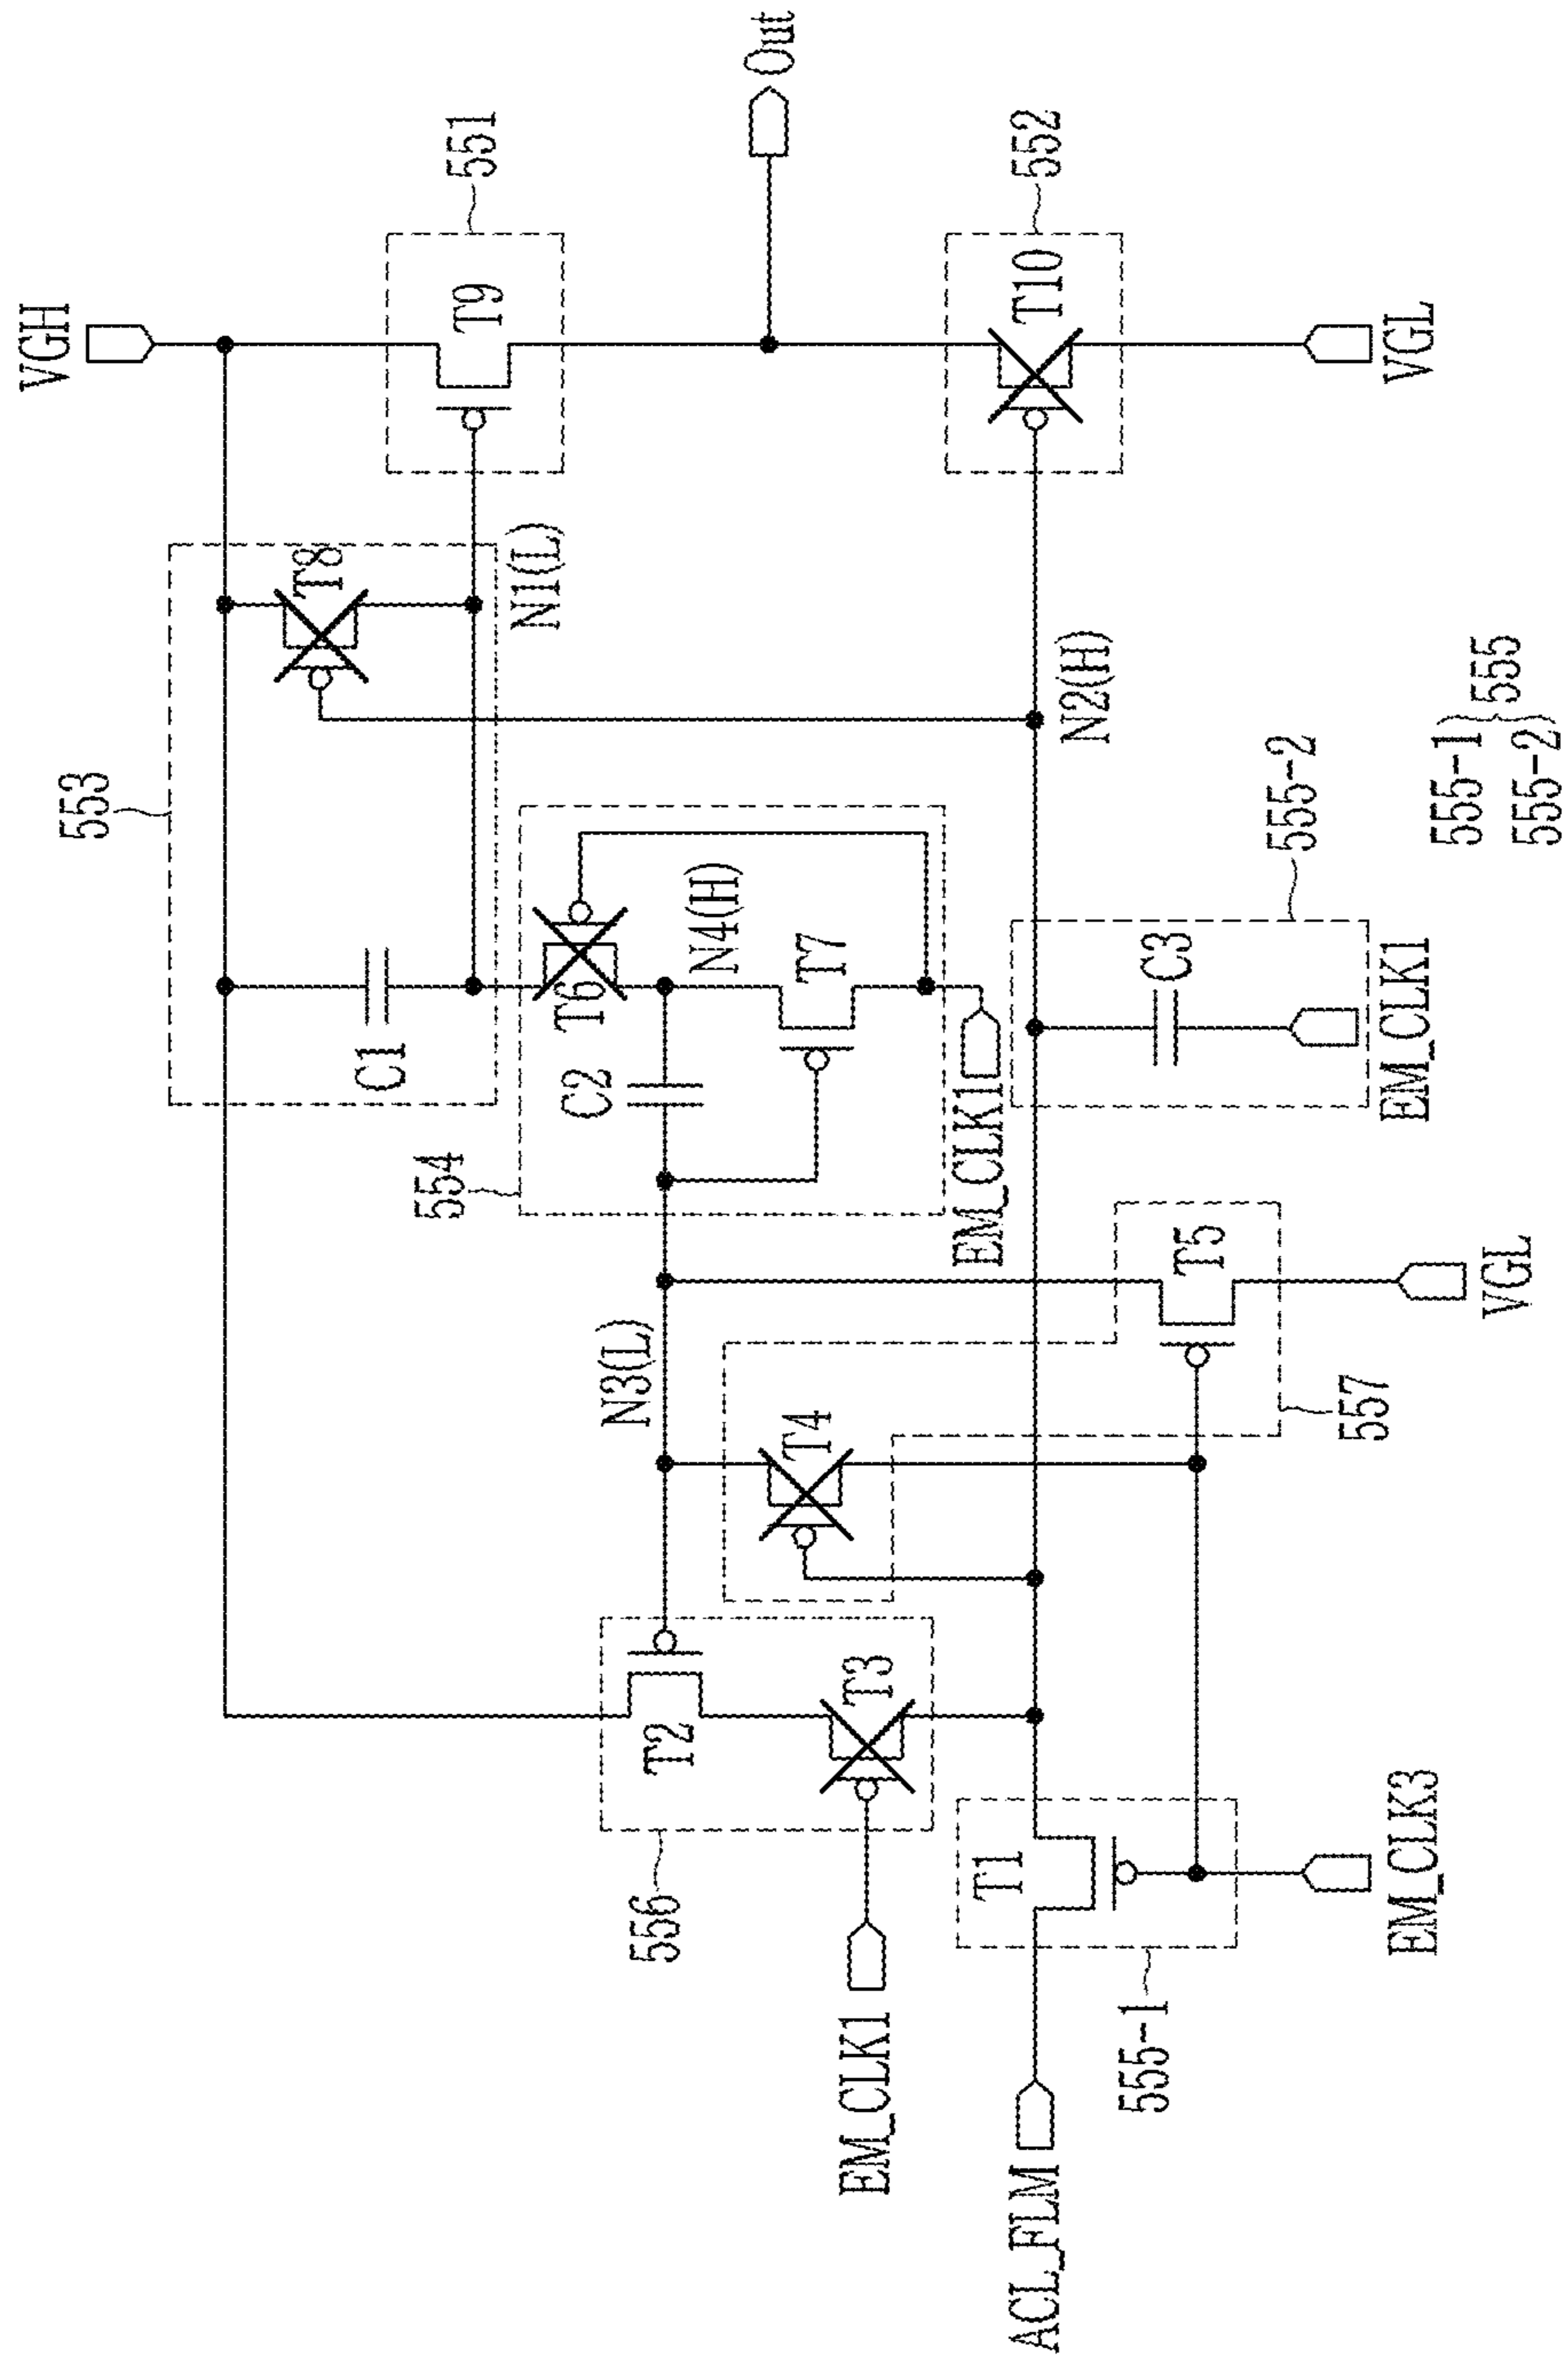 VGH
553
T8
551
T9
C1
N1(L)
Out
556
T2
554
C2
T6
N3(L)
N4(H)
T7
EM_CLK1
T3
T4
EM_CLK1
552
T10
ACL_FLM
T1
N2(H)
555-1
557
T5
C3
555-2
EM_CLK3
VGL
EM_CLK1
VGL
555-1
555-2
555